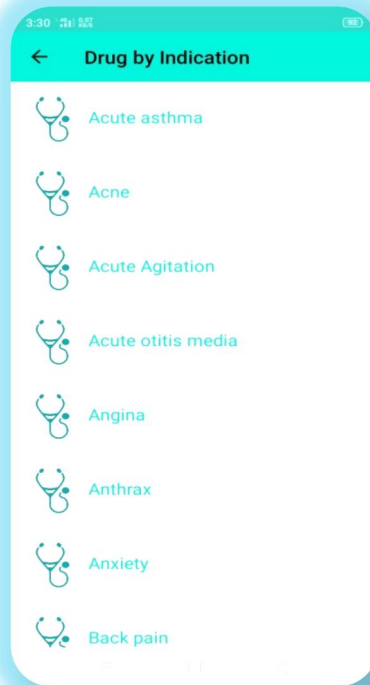 3:30
Drug by Indication
Acute asthma
Acne
Acute Agitation
Acute otitis media
Angina
Anthrax
Anxiety
Back pain